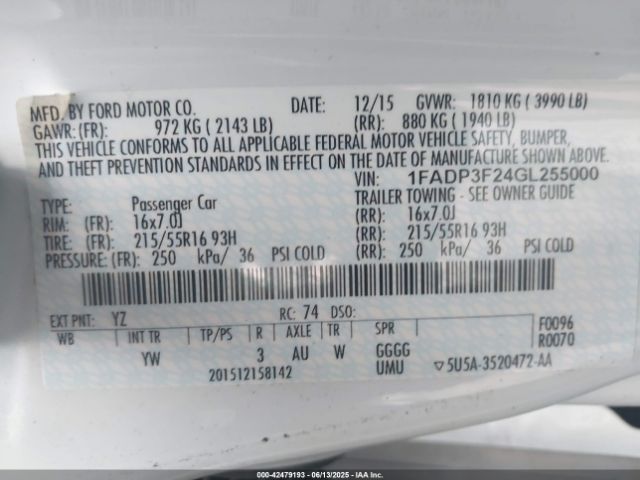 MFD. BY FORD MOTOR CO. DATE: 12/15 GVWR: 1810 KG ( 3990 LB)
GAWR: (FR): 972 KG ( 2143 LB) (RR): 880 KG ( 1940 LB)
THIS VEHICLE CONFORMS TO ALL APPLICABLE FEDERAL MOTOR VEHICLE SAFETY, BUMPER,
AND THEFT PREVENTION STANDARDS IN EFFECT ON THE DATE OF MANUFACTURE SHOWN ABOVE.
VIN: 1FADP3F24GL255000
TYPE: Passenger Car TRAILER TOWING - SEE OWNER GUIDE
RIM: (FR): 16x7.0J (RR): 16x7.0J
TIRE: (FR): 215/55R16 93H (RR): 215/55R16 93H
PRESSURE: (FR): 250 kPa/ 36 PSI COLD (RR): 250 kPa/ 36 PSI COLD
EXT PNT: YZ RC: 74 DSO:
WB INT TR TP/PS R AXLE TR SPR F0096
YW 3 AU W GGGG R0070
201512158142 UMU ▽5U5A-3520472-AA
000-42479193 - 06/13/2025 - IAA Inc.